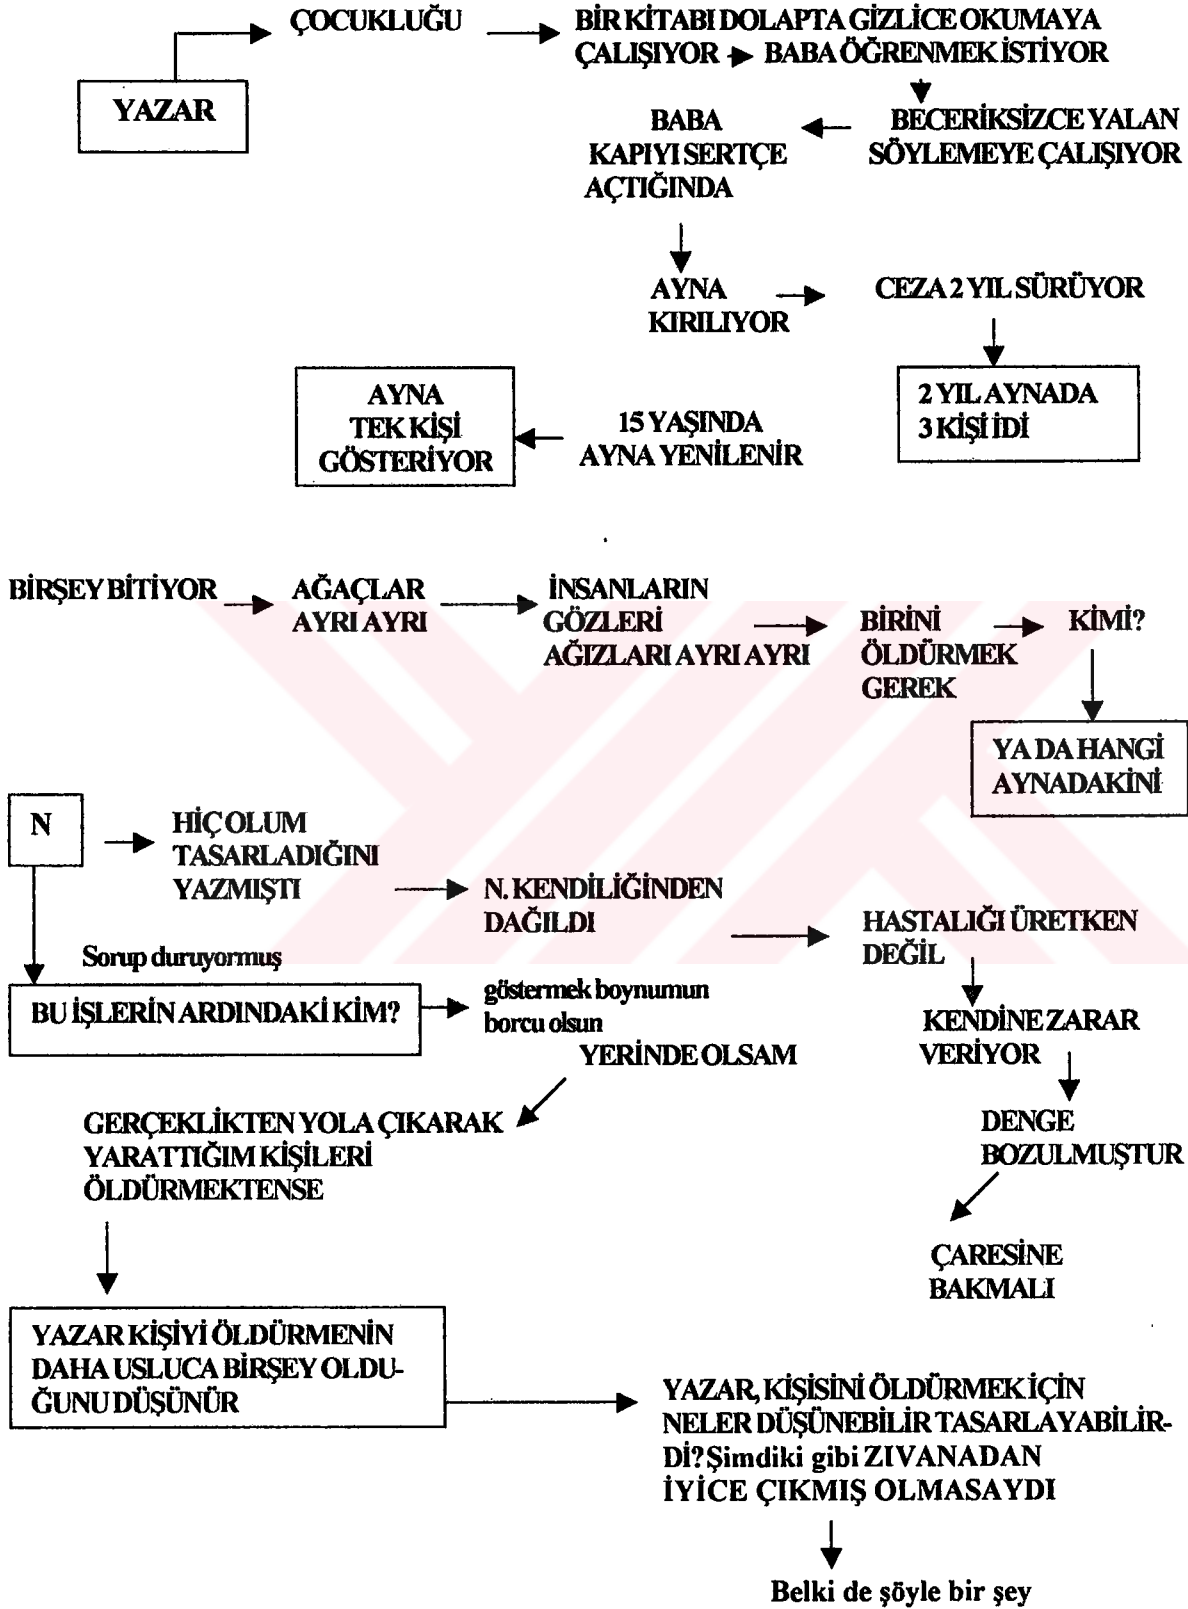 ÇOCUKLUĞU
BİR KİTABI DOLAPTA GİZLİCE OKUMAYA
ÇALIŞIYOR
BABA ÖĞRENMEK İSTİYOR
YAZAR
BECERİKSİZCE YALAN
SÖYLEMEYE ÇALIŞIYOR
BABA
KAPIYI SERTÇE
AÇTIĞINDA
AYNA
KIRILIYOR
CEZA 2 YIL SÜRÜYOR
2 YIL AYNADA
3 KİŞİ İDİ
15 YAŞINDA
AYNA YENİLENİR
AYNA
TEK KİŞİ
GÖSTERİYOR
BİRŞEY BİTİYOR
AĞAÇLAR
AYRI AYRI
İNSANLARIN
GÖZLERİ
AĞIZLARI AYRI AYRI
BİRİNİ
ÖLDÜRMEK
GEREK
KİMİ?
YA DA HANGİ
AYNADAKİNİ
N
HİÇ OLUM
TASARLADIĞINI
YAZMIŞTI
N. KENDİLİĞİNDEN
DAĞILDI
HASTALIĞI ÜRETKEN
DEĞİL
Sorup duruyormuş
BU İŞLERİN ARDINDAKİ KİM?
göstermek boynumun
borcu olsun
YERİNDE OLSAM
KENDİNE ZARAR
VERİYOR
GERÇEKLİKTEN YOLA ÇIKARAK
YARATTIĞIM KİŞİLERİ
ÖLDÜRMEKTENSE
DENGE
BOZULMUŞTUR
ÇARESİNE
BAKMALI
YAZAR KİŞİYİ ÖLDÜRMENİN
DAHA USLUCA BİRŞEY OLDU-
ĞUNU DÜŞÜNÜR
YAZAR, KİŞİSİNİ ÖLDÜRMEK İÇİN
NELER DÜŞÜNEBİLİR TASARLAYABİLİR-
Dİ? Şimdiki gibi ZIVANADAN
İYİCE ÇIKMIŞ OLMASAYDI
Belki de şöyle bir şey